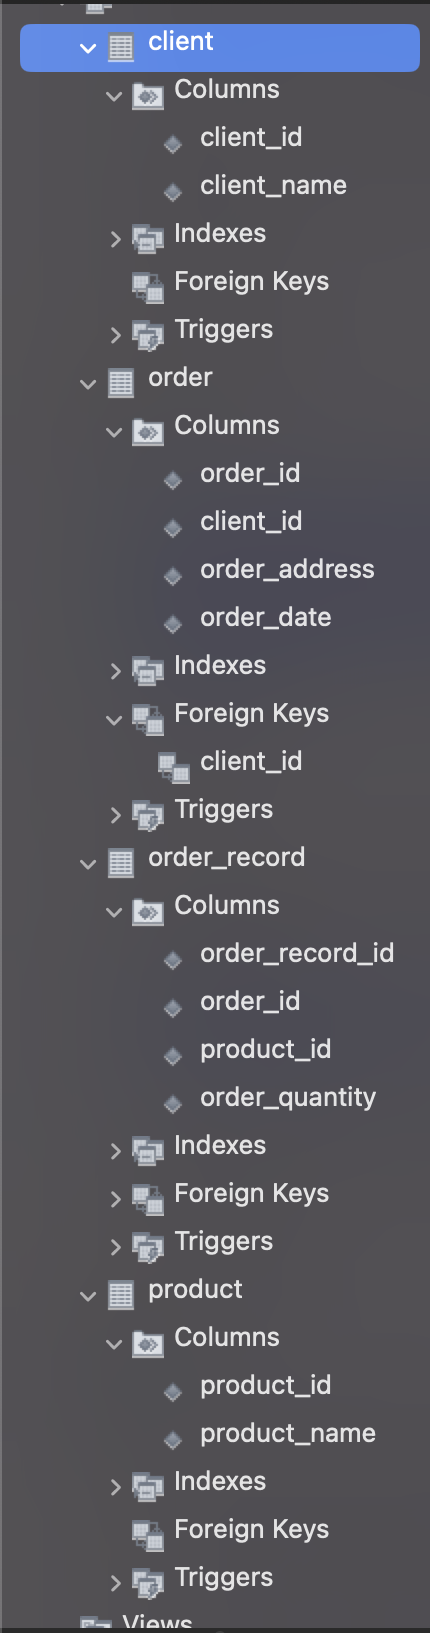 client
Columns
client_id
client_name
Indexes
Foreign Keys
Triggers
order
Columns
order_id
client_id
order_address
order_date
Indexes
Foreign Keys
client_id
Triggers
order_record
Columns
order_record_id
order_id
product_id
order_quantity
Indexes
Foreign Keys
Triggers
product
Columns
product_id
product_name
Indexes
Foreign Keys
Triggers
Views